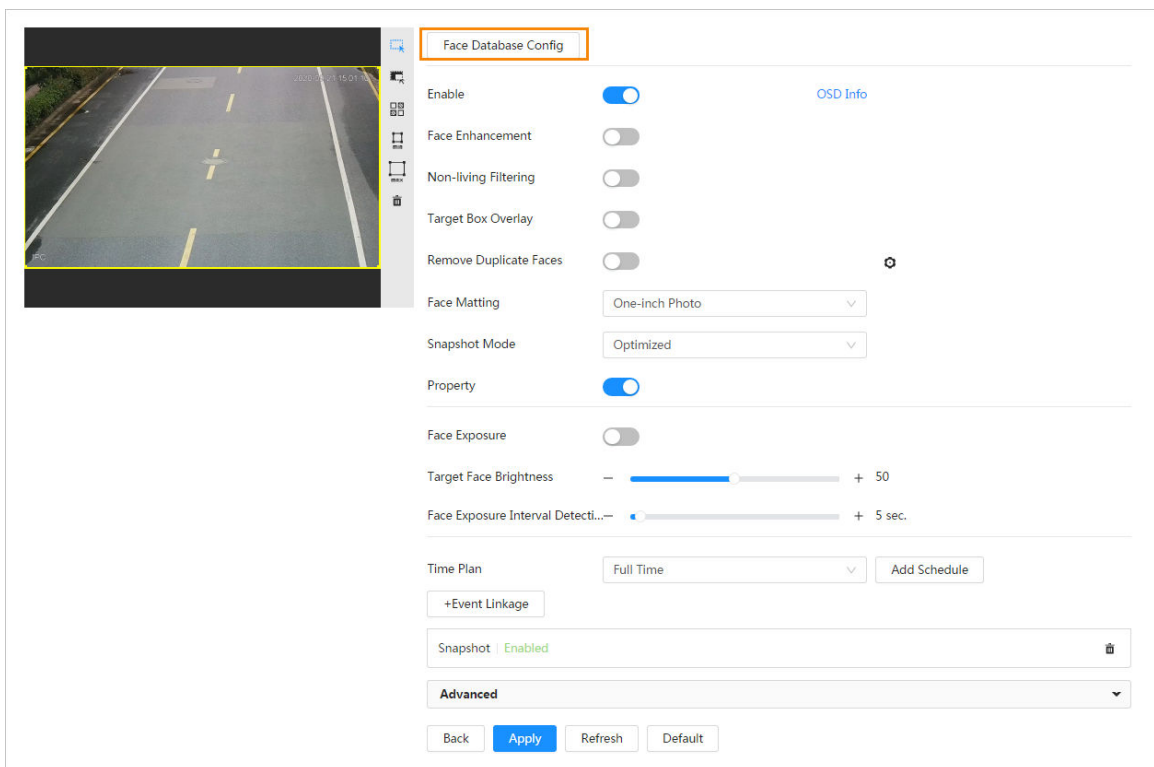 Face Database Config
Enable
OSD Info
Face Enhancement
Non-living Filtering
Target Box Overlay
Remove Duplicate Faces
Face Matting
One-inch Photo
Snapshot Mode
Optimized
Property
Face Exposure
Target Face Brightness
— + 50
Face Exposure Interval Detecti...
— + 5 sec.
Time Plan
Full Time
Add Schedule
+Event Linkage
Snapshot Enabled
Advanced
Back Apply Refresh Default
IPC